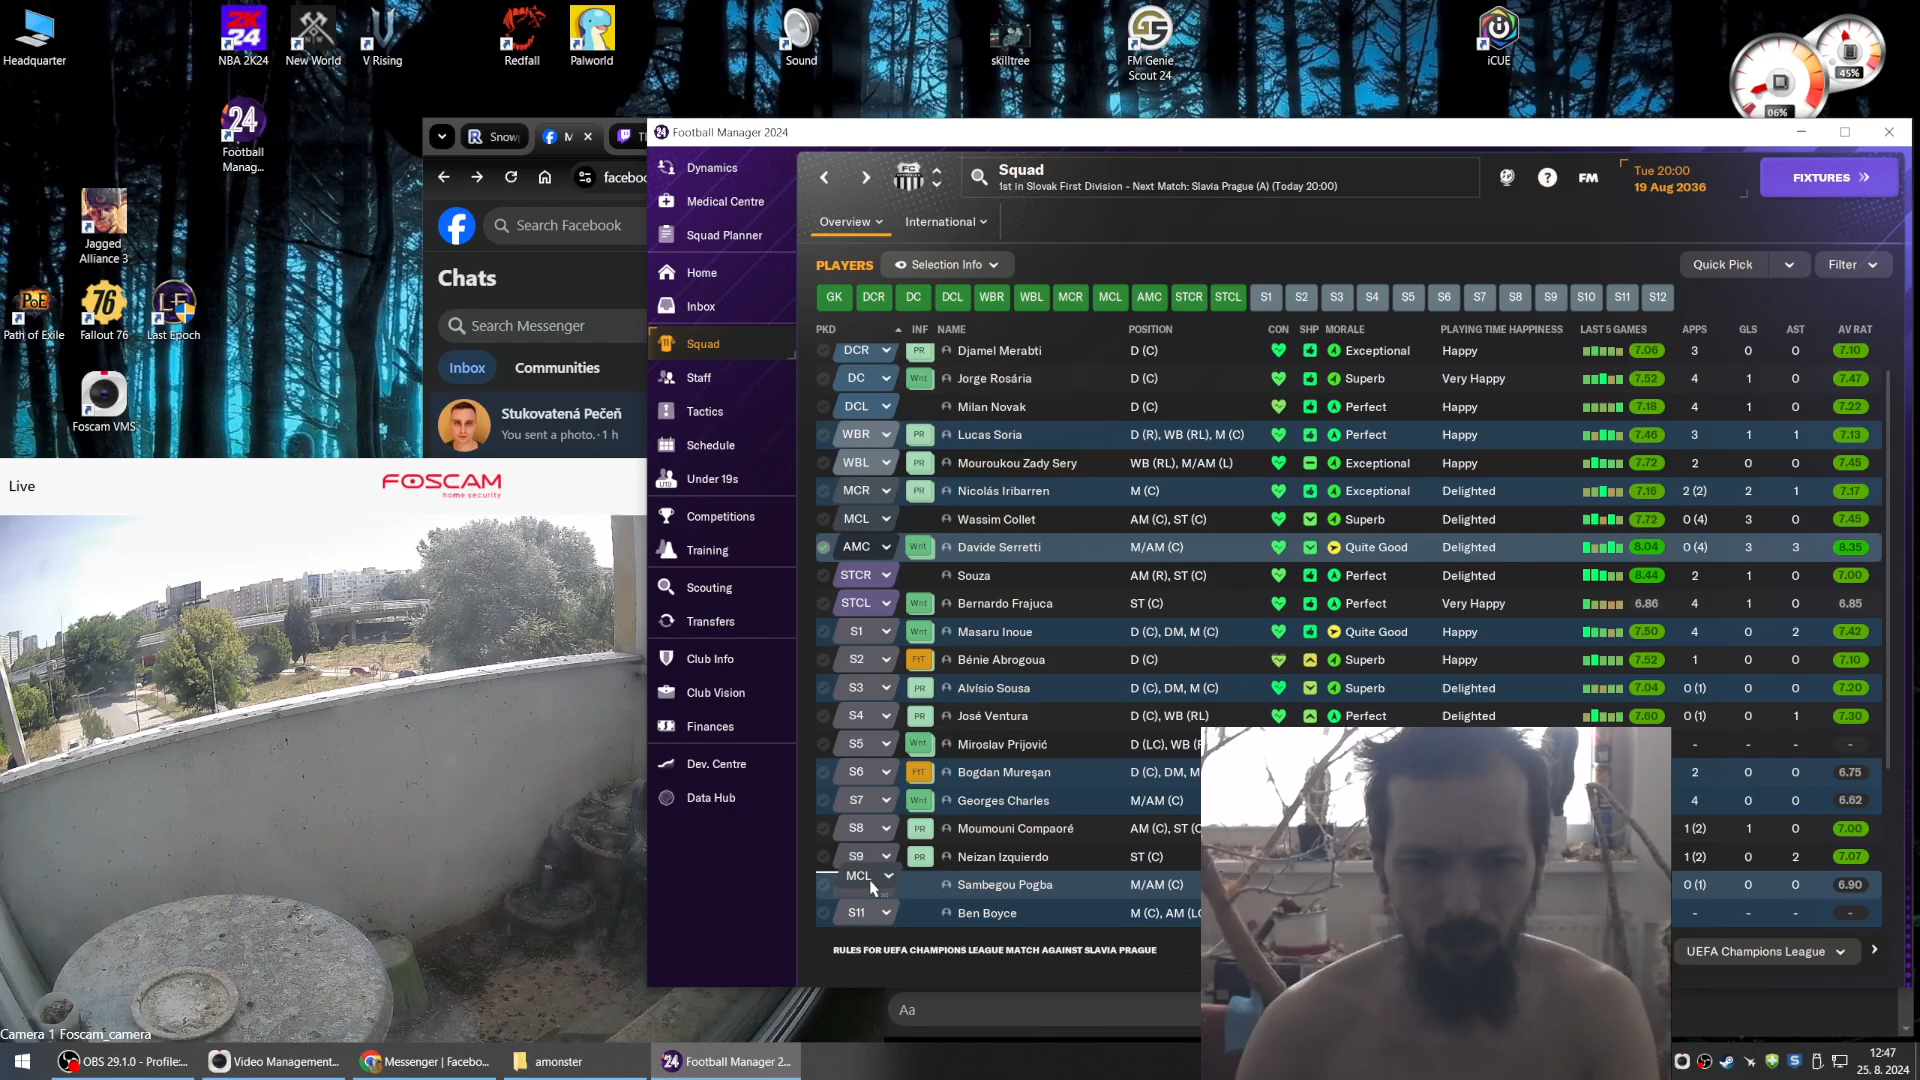 Headquarter
NBA 2K24
New World
V Rising
Redfall
Palworld
Sound
skilltree
FM Genie
Scout 24
iCUE
45%
06%
Football
Manag...
Jagged
Alliance 3
Path of Exile
Fallout 76
Last Epoch
Foscam VMS
Snow
M
faceboo
Search Facebook
Chats
Search Messenger
Inbox
Communities
Stukovatená Pečeň
You sent a photo. · 1 h
Live
FOSCAM
home security
Camera 1 Foscam_camera
Football Manager 2024
Dynamics
Medical Centre
Squad Planner
Home
Inbox
Squad
Staff
Tactics
Schedule
Under 19s
Competitions
Training
Scouting
Transfers
Club Info
Club Vision
Finances
Dev. Centre
Data Hub
Squad
1st in Slovak First Division - Next Match: Slavia Prague (A) (Today 20:00)
FM
Tue 20:00
19 Aug 2036
FIXTURES
Overview
International
PLAYERS
Selection Info
Quick Pick
Filter
GK DCR DC DCL WBR WBL MCR MCL AMC STCR STCL S1 S2 S3 S4 S5 S6 S7 S8 S9 S10 S11 S12
PKD INF NAME POSITION CON SHP MORALE PLAYING TIME HAPPINESS LAST 5 GAMES APPS GLS AST AV RAT
DCR PR Djamel Merabti D (C) Exceptional Happy 7.06 3 0 0 7.10
DC Wnt Jorge Rosária D (C) Superb Very Happy 7.52 4 1 0 7.47
DCL Milan Novak D (C) Perfect Happy 7.18 4 1 0 7.22
WBR PR Lucas Soria D (R), WB (RL), M (C) Perfect Happy 7.46 3 1 1 7.13
WBL PR Mouroukou Zady Sery WB (RL), M/AM (L) Exceptional Happy 7.72 2 0 0 7.45
MCR PR Nicolás Iribarren M (C) Exceptional Delighted 7.16 2 (2) 2 1 7.17
MCL Wassim Collet AM (C), ST (C) Superb Delighted 7.72 0 (4) 3 0 7.45
AMC Wnt Davide Serretti M/AM (C) Quite Good Delighted 8.04 0 (4) 3 3 8.35
STCR Souza AM (R), ST (C) Perfect Delighted 8.44 2 1 0 7.00
STCL Wnt Bernardo Frajuca ST (C) Perfect Very Happy 6.86 4 1 0 6.85
S1 Wnt Masaru Inoue D (C), DM, M (C) Quite Good Happy 7.50 4 0 2 7.42
S2 FtT Bénie Abrogoua D (C) Superb Happy 7.52 1 0 0 7.10
S3 PR Alvísio Sousa D (C), DM, M (C) Superb Delighted 7.04 0 (1) 0 0 7.20
S4 PR José Ventura D (C), WB (RL) Perfect Delighted 7.60 0 (1) 0 1 7.30
S5 Wnt Miroslav Prijović D (LC), WB - - - -
S6 FtT Bogdan Mureşan D (C), DM, M 2 0 0 6.75
S7 Wnt Georges Charles M/AM (C) 4 0 0 6.62
S8 PR Moumouni Compaoré AM (C), ST 1 (2) 1 0 7.00
S9 PR Neizan Izquierdo ST (C) 1 (2) 0 2 7.07
MCL Sambegou Pogba M/AM (C) 0 (1) 0 0 6.90
S11 Ben Boyce M (C), AM - - - -
RULES FOR UEFA CHAMPIONS LEAGUE MATCH AGAINST SLAVIA PRAGUE
UEFA Champions League
Aa
OBS 29.1.0 - Profile:...
Video Management...
Messenger | Facebo...
amonster
Football Manager 2...
12:47
25. 8. 2024